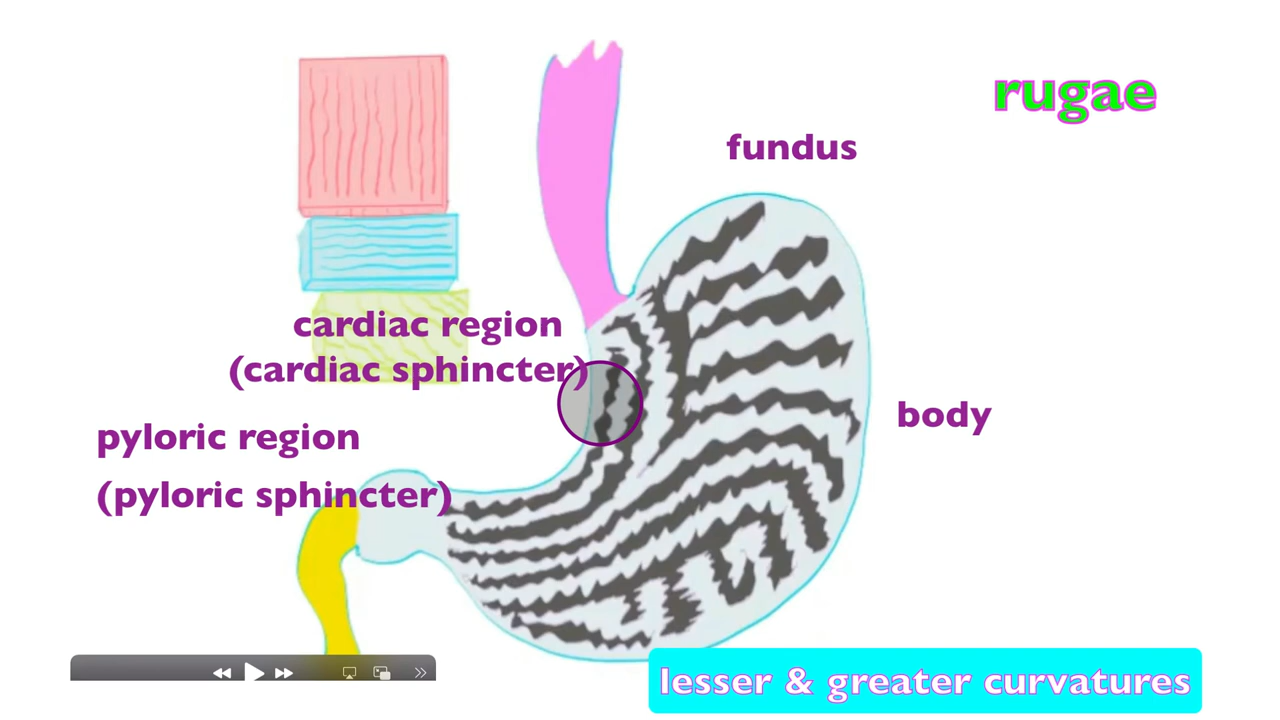 rugae
fundus
cardiac region
(cardiac sphincter)
body
pyloric region
(pyloric sphincter)
lesser & greater curvatures